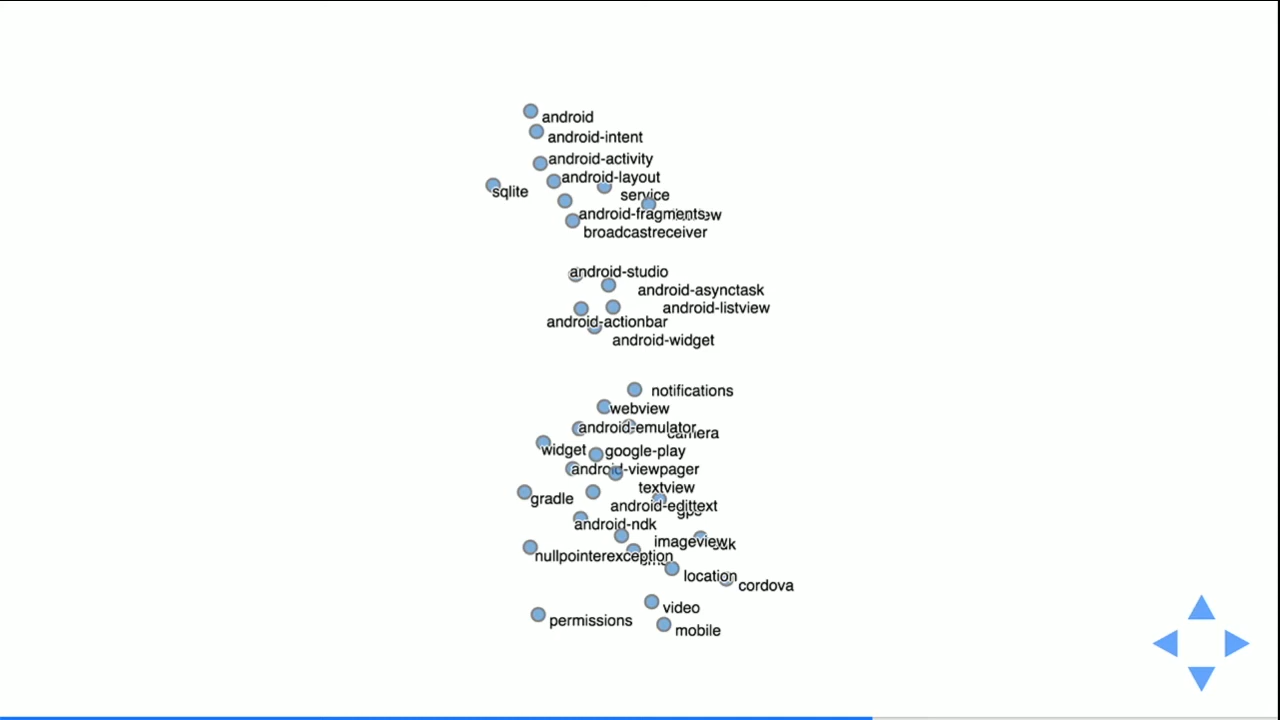 android
android-intent
android-activity
android-layout
sqlite
service
android-fragments
broadcastreceiver
android-studio
android-asynctask
android-listview
android-actionbar
android-widget
notifications
webview
android-emulator
camera
widget
google-play
android-viewpager
textview
gradle
android-edittext
gps
android-ndk
imageview
nullpointerexception
location
cordova
video
permissions
mobile